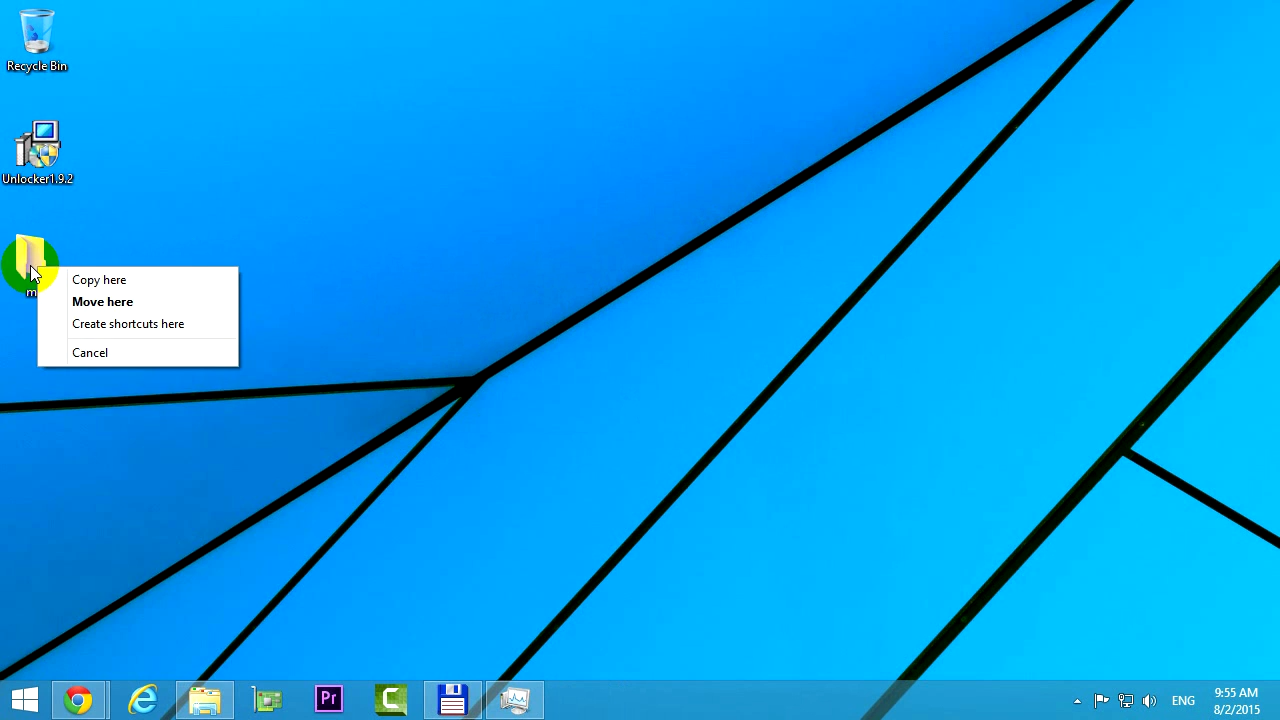 Recycle Bin
Unlocker1.9.2
Copy here
Move here
Create shortcuts here
Cancel
Pr
ENG
9:55 AM
8/2/2015